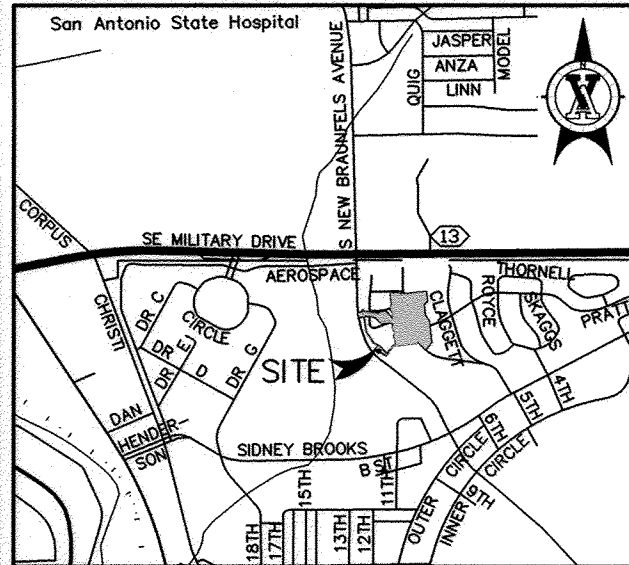 San Antonio State Hospital
S NEW BRAUNFELS AVENUE
JASPER
ANZA
LINN
QUIG
MODEL
N
X
CORPUS
CHRISTI
SE MILITARY DRIVE
13
AEROSPACE
THORNELL
DR C
CIRCLE
DR E
DR D
DR G
SITE
CLAGGETT
ROYCE
SKAGGS
PRATT
DAN
HENDER-
SON
SIDNEY BROOKS
B ST
11TH
6TH
5TH
4TH
CIRCLE
CIRCLE
OUTER
INNER
9TH
15TH
18TH
17TH
13TH
12TH